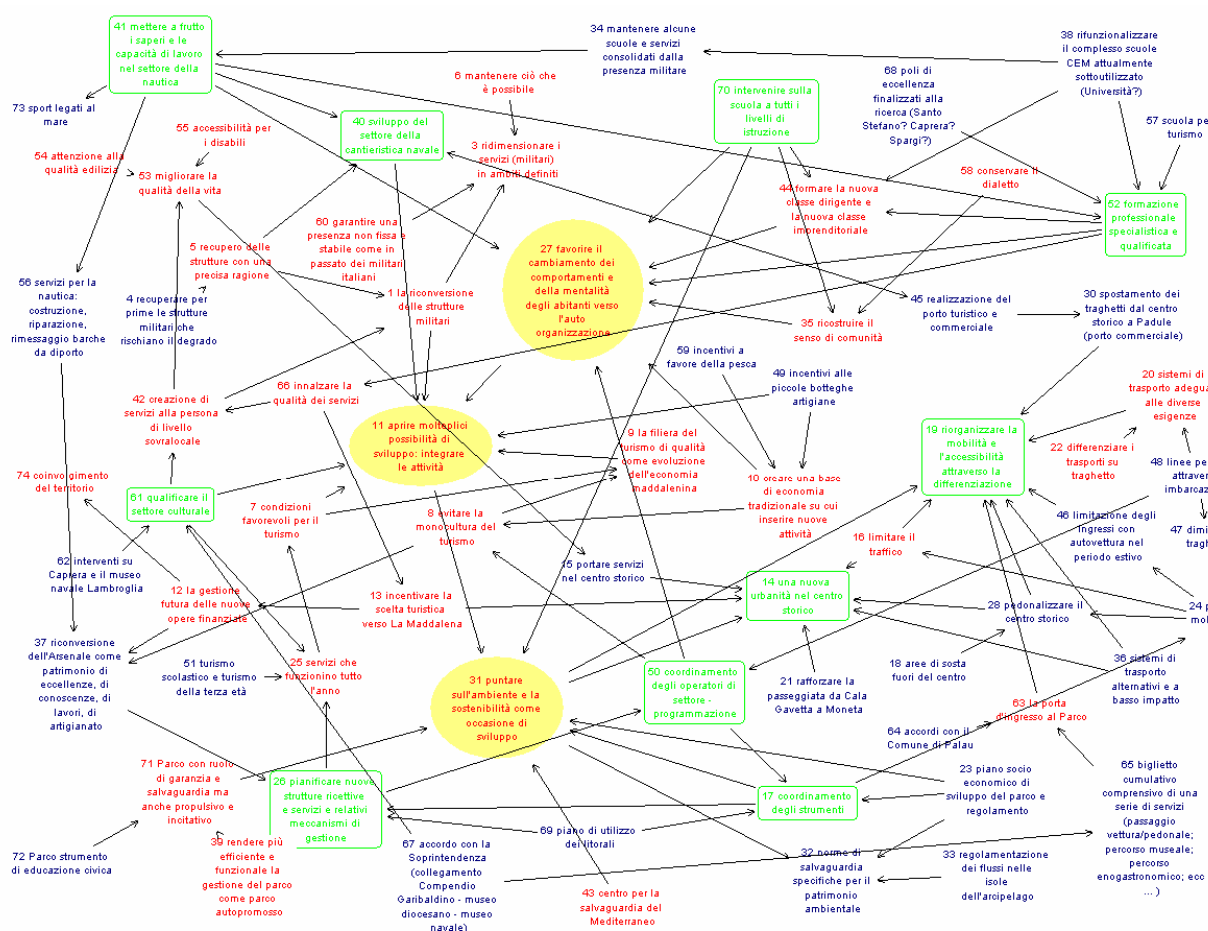 41 mettere a frutto
i saperi e le
capacità di lavoro
nel settore della
nautica
34 mantenere alcune
scuole e servizi
consolidati dalla
presenza militare
38 rifunzionalizzare
il complesso scuole
CEM attualmente
sottoutilizzato
(Università?)
6 mantenere ciò che
è possibile
68 poli di
eccellenza
finalizzati alla
ricerca (Santo
Stefano? Caprera?
Spargi?)
70 intervenire sulla
scuola a tutti i
livelli di
istruzione
73 sport legati al
mare
55 accessibilità per
i disabili
40 sviluppo del
settore della
cantieristica navale
57 scuola pe
turismo
54 attenzione alla
qualità edilizia
53 migliorare la
qualità della vita
3 ridimensionare i
servizi (militari)
in ambiti definiti
58 conservare il
dialetto
44 formare la nuova
classe dirigente e
la nuova classe
imprenditoriale
52 formazione
professionale
specialistica e
qualificata
60 garantire una
presenza non fissa e
stabile come in
passato dei militari
italiani
5 recupero delle
strutture con una
precisa ragione
27 favorire il
cambiamento dei
comportamenti e
della mentalità
degli abitanti verso
l'auto
organizzazione
56 servizi per la
nautica:
costruzione,
riparazione,
rimessaggio barche
da diporto
4 recuperare per
prime le strutture
militari che
rischiano il degrado
1 la riconversione
delle strutture
militari
45 realizzazione del
porto turistico e
commerciale
30 spostamento dei
traghetti dal centro
storico a Padule
(porto commerciale)
35 ricostruire il
senso di comunità
59 incentivi a
favore della pesca
49 incentivi alle
piccole botteghe
artigiane
20 sistemi di
trasporto adegua
alle diverse
esigenze
66 innalzare la
qualità dei servizi
42 creazione di
servizi alla persona
di livello
sovralocale
11 aprire molteplici
possibilità di
sviluppo: integrare
le attività
9 la filiera del
turismo di qualità
come evoluzione
dell'economia
maddalenina
19 riorganizzare la
mobilità e
l'accessibilità
attraverso la
differenziazione
22 differenziare i
trasporti su
traghetto
48 linee pe
attraver
imbarcaz
74 coinvolgimento
del territorio
61 qualificare il
settore culturale
10 creare una base
di economia
tradizionale su cui
inserire nuove
attività
7 condizioni
favorevoli per il
turismo
8 evitare la
monocultura del
turismo
46 limitazione degli
ingressi con
autovettura nel
periodo estivo
47 dimi
tragh
16 limitare il
traffico
62 interventi su
Caprera e il museo
navale Lambroglia
15 portare servizi
nel centro storico
14 una nuova
urbanità nel centro
storico
12 la gestione
futura delle nuove
opere finanziate
13 incentivare la
scelta turistica
verso La Maddalena
28 pedonalizzare il
centro storico
24 p
mob
37 riconversione
dell'Arsenale come
patrimonio di
eccellenze, di
conoscenze, di
lavori, di
artigianato
51 turismo
scolastico e turismo
della terza età
25 servizi che
funzionino tutto
l'anno
31 puntare
sull'ambiente e la
sostenibilità come
occasione di
sviluppo
50 coordinamento
degli operatori di
settore -
programmazione
21 rafforzare la
passeggiata da Cala
Gavetta a Moneta
18 aree di sosta
fuori del centro
36 sistemi di
trasporto
alternativi e a
basso impatto
63 la porta
d'ingresso al Parco
64 accordi con il
Comune di Palau
71 Parco con ruolo
di garanzia e
salvaguardia ma
anche propulsivo e
incitativo
26 pianificare nuove
strutture ricettive
e servizi e relativi
meccanismi di
gestione
17 coordinamento
degli strumenti
23 piano socio
economico di
sviluppo del parco e
regolamento
65 biglietto
cumulativo
comprensivo di una
serie di servizi
(passaggio
vettura/pedonale;
percorso museale;
percorso
enogastronomico; ecc
... )
69 piano di utilizzo
dei litorali
72 Parco strumento
di educazione civica
39 rendere più
efficiente e
funzionale la
gestione del parco
come parco
autopromosso
67 accordo con la
Soprintendenza
(collegamento
Compendio
Garibaldino - museo
diocesano - museo
navale)
43 centro per la
salvaguardia del
Mediterraneo
32 norme di
salvaguardia
specifiche per il
patrimonio
ambientale
33 regolamentazione
dei flussi nelle
isole
dell'arcipelago